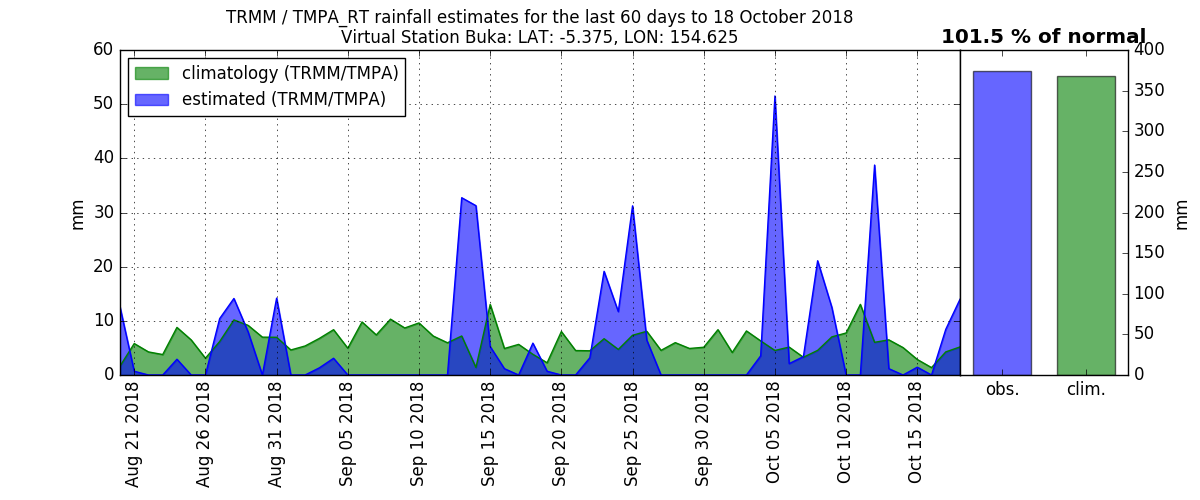 TRMM / TMPA_RT rainfall estimates for the last 60 days to 18 October 2018
Virtual Station Buka: LAT: -5.375, LON: 154.625
101.5 % of normal
climatology (TRMM/TMPA)
estimated (TRMM/TMPA)
60
50
40
30
20
10
0
mm
Aug 21 2018
Aug 26 2018
Aug 31 2018
Sep 05 2018
Sep 10 2018
Sep 15 2018
Sep 20 2018
Sep 25 2018
Sep 30 2018
Oct 05 2018
Oct 10 2018
Oct 15 2018
obs.
clim.
400
350
300
250
200
150
100
50
0
mm